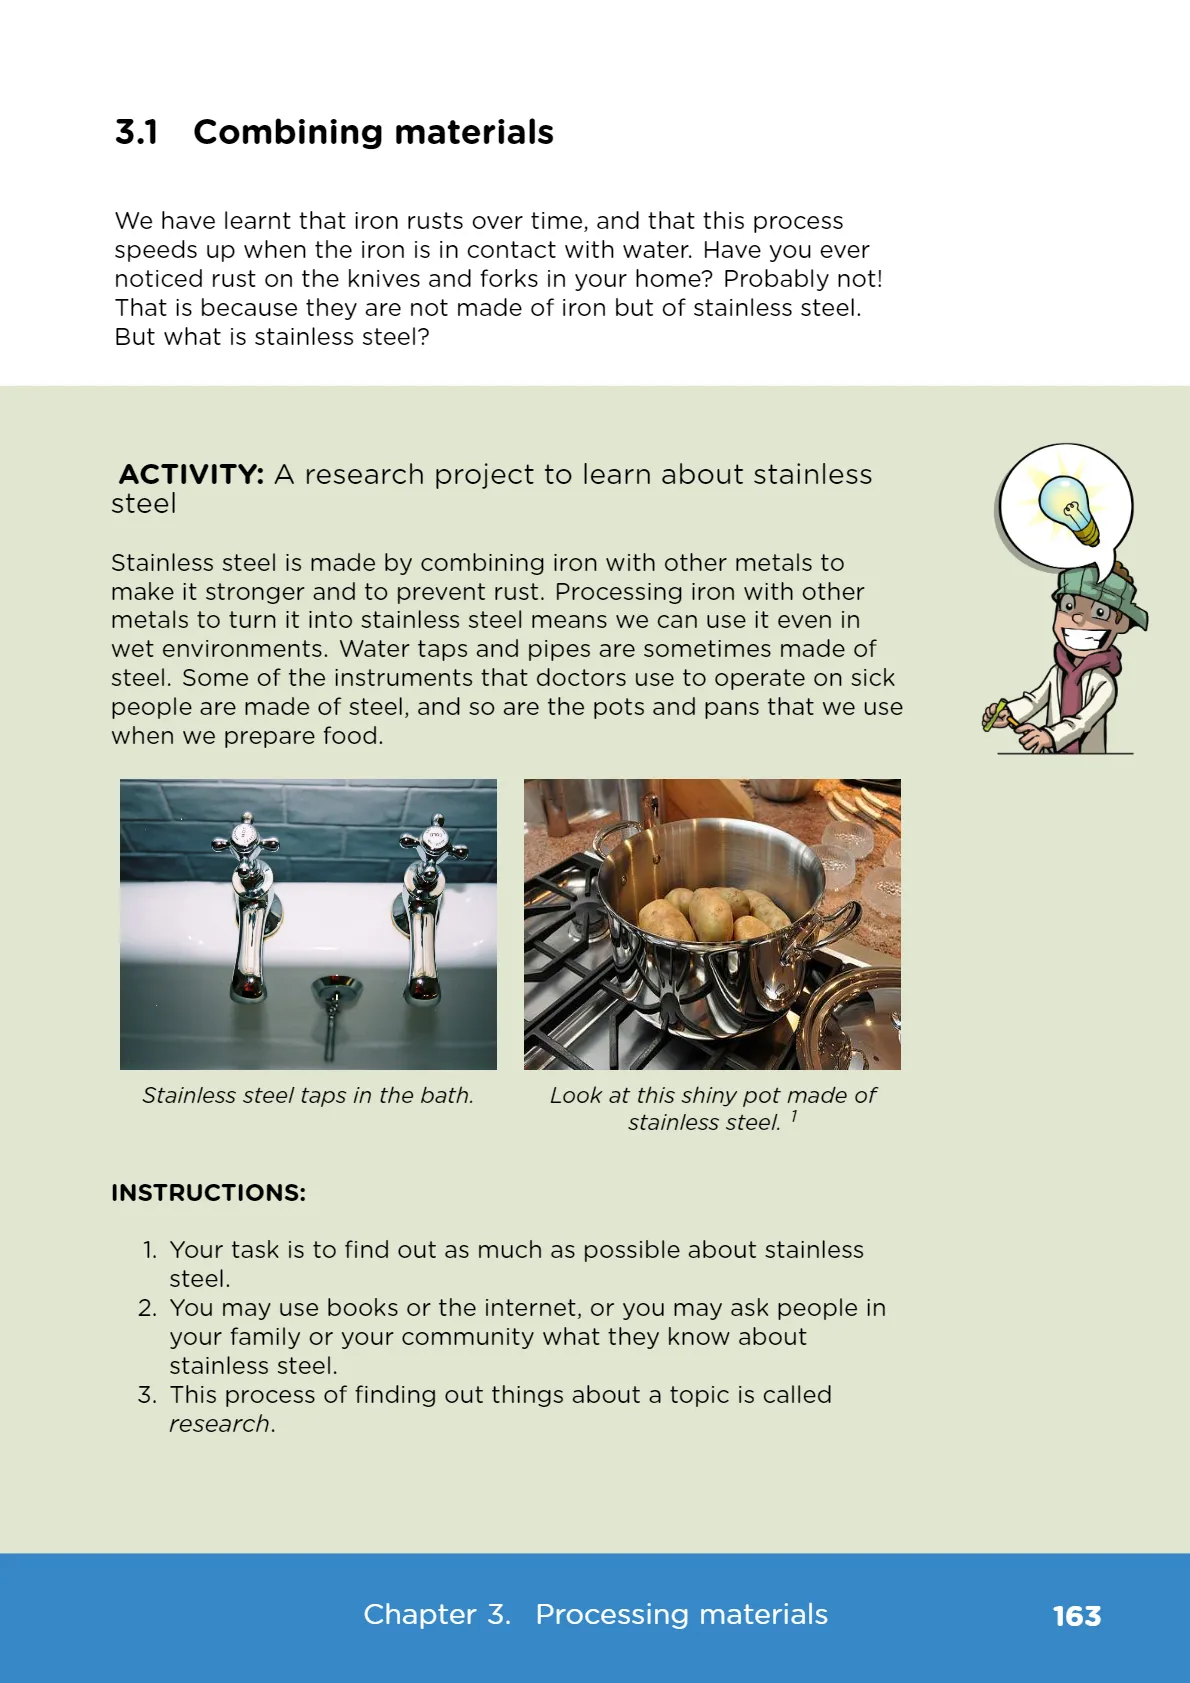 3.1 Combining materials
We have learnt that iron rusts over time, and that this process
speeds up when the iron is in contact with water. Have you ever
noticed rust on the knives and forks in your home? Probably not!
That is because they are not made of iron but of stainless steel.
But what is stainless steel?
ACTIVITY: A research project to learn about stainless
steel
Stainless steel is made by combining iron with other metals to
make it stronger and to prevent rust. Processing iron with other
metals to turn it into stainless steel means we can use it even in
wet environments. Water taps and pipes are sometimes made of
steel. Some of the instruments that doctors use to operate on sick
people are made of steel, and so are the pots and pans that we use
when we prepare food.
Stainless steel taps in the bath.
Look at this shiny pot made of
stainless steel. 1
INSTRUCTIONS:
1. Your task is to find out as much as possible about stainless
steel.
2. You may use books or the internet, or you may ask people in
your family or your community what they know about
stainless steel.
3. This process of finding out things about a topic is called
research.
Chapter 3. Processing materials
163